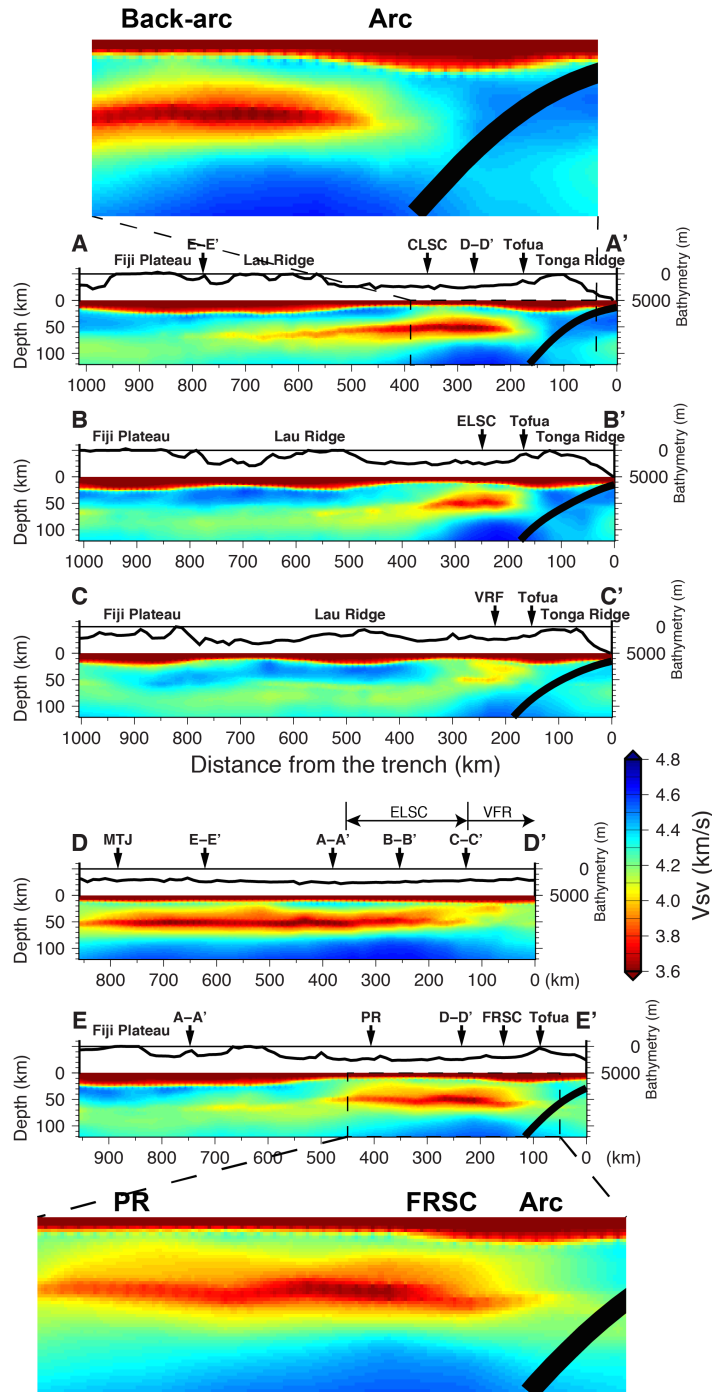 Back-arc Arc
A E–E' CLSC D–D' Tofua A'
Fiji Plateau Lau Ridge Tonga Ridge
0
5000
Bathymetry (m)
Depth (km)
0
50
100
1000 900 800 700 600 500 400 300 200 100 0
B ELSC Tofua B'
Fiji Plateau Lau Ridge Tonga Ridge
0
5000
Bathymetry (m)
Depth (km)
0
50
100
1000 900 800 700 600 500 400 300 200 100 0
C VRF Tofua C'
Fiji Plateau Lau Ridge Tonga Ridge
0
5000
Bathymetry (m)
Depth (km)
0
50
100
1000 900 800 700 600 500 400 300 200 100 0
Distance from the trench (km)
4.8
4.6
4.4
4.2
4.0
3.8
3.6
Vsv (km/s)
ELSC VFR
D MTJ E–E' A–A' B–B' C–C' D'
0
5000
Bathymetry (m)
Depth (km)
0
50
100
800 700 600 500 400 300 200 100 0 (km)
E Fiji Plateau A–A' PR D–D' FRSC Tofua E'
0
5000
Bathymetry (m)
Depth (km)
0
50
100
900 800 700 600 500 400 300 200 100 0 (km)
PR FRSC Arc